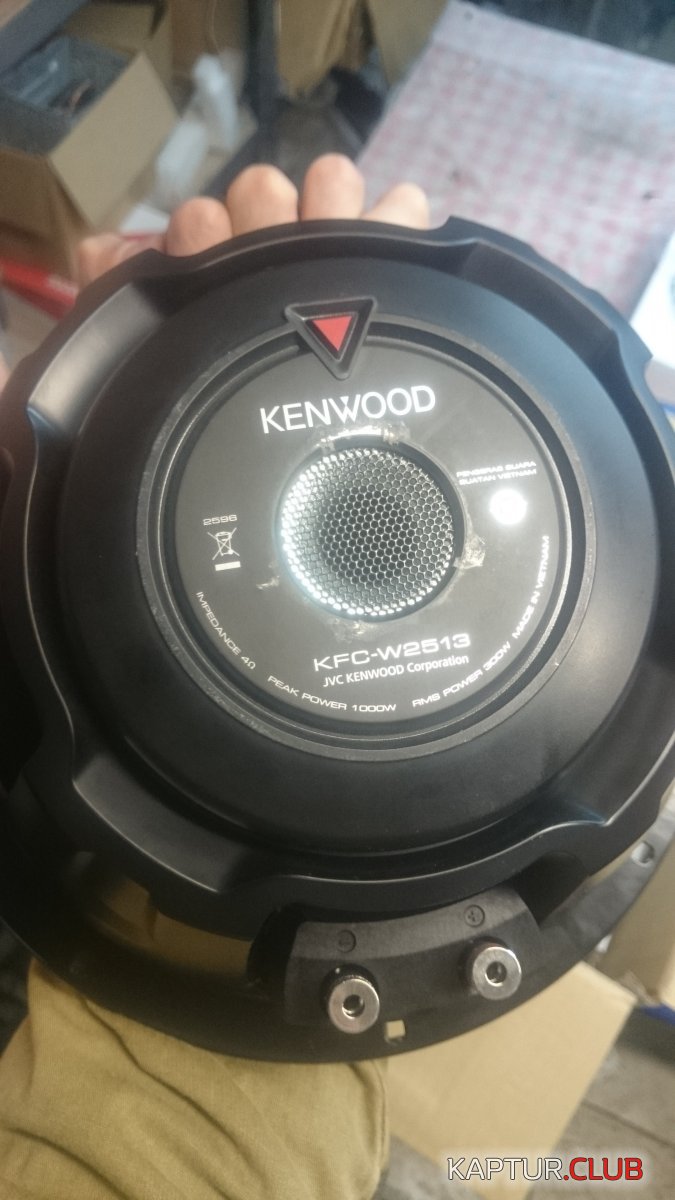 KENWOOD
PENGERAS SUARA
BUATAN VIETNAM
2596
IMPEDANCE 4Ω
PEAK POWER 1000W
RMS POWER 300W
MADE IN VIETNAM
KFC-W2513
JVC KENWOOD Corporation
- +
KAPTUR.CLUB